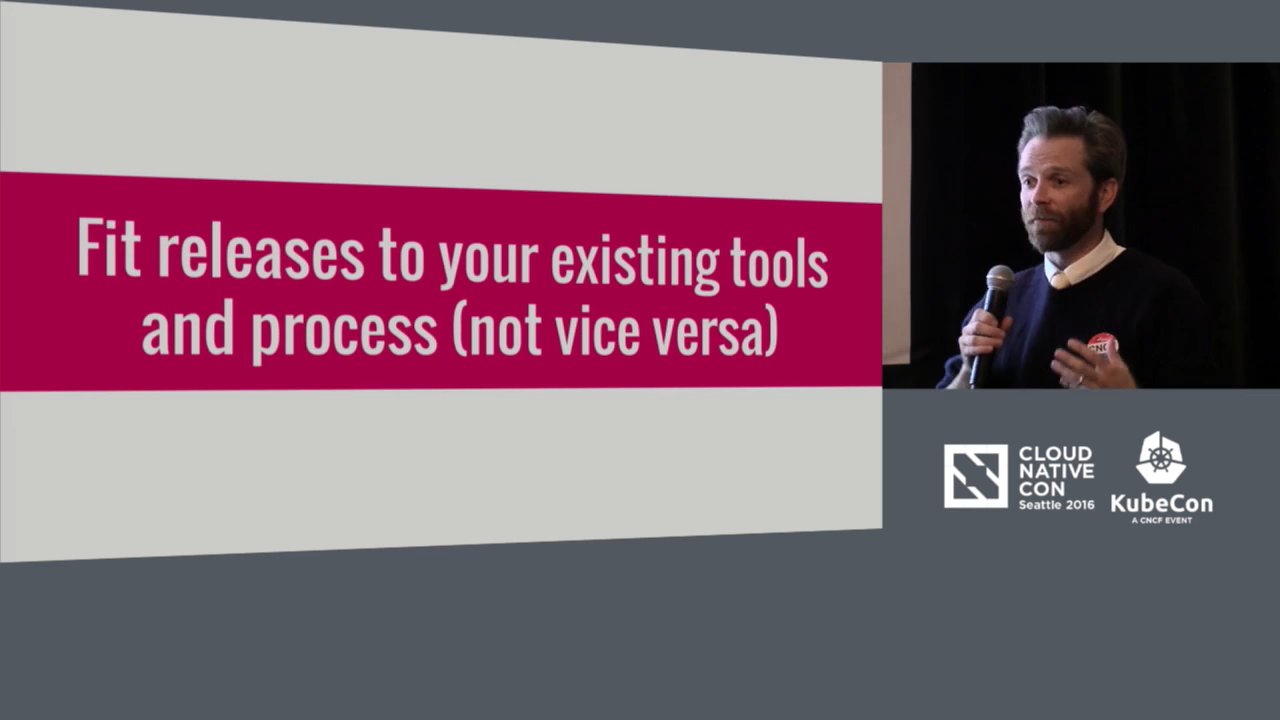 Fit releases to your existing tools
and process (not vice versa)
CLOUD
NATIVE
CON
Seattle 2016
KubeCon
A CNCF EVENT